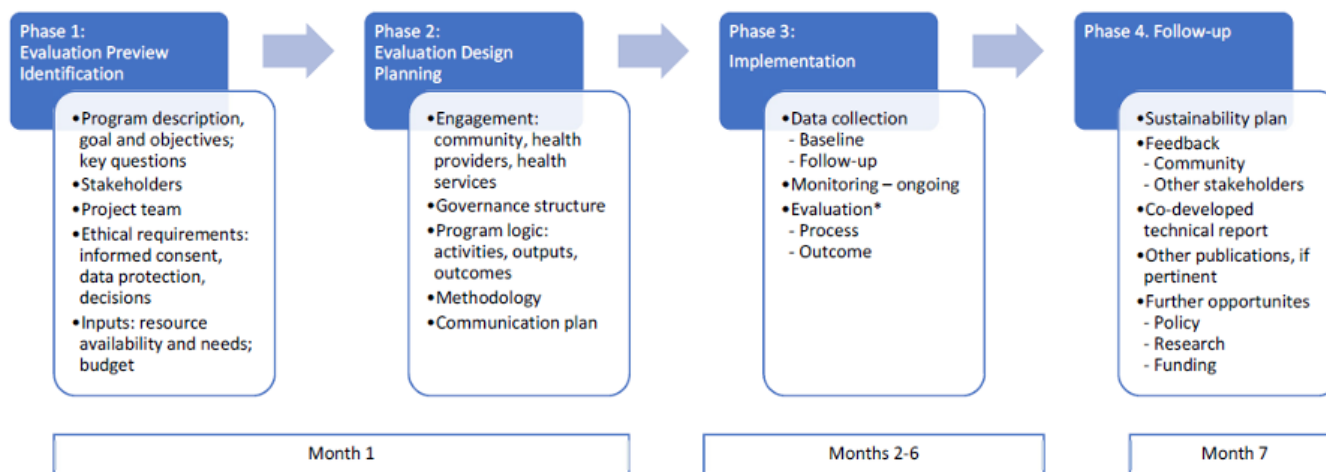 Phase 1:
Evaluation Preview
Identification
•Program description,
goal and objectives;
key questions
•Stakeholders
•Project team
•Ethical requirements:
informed consent,
data protection,
decisions
•Inputs: resource
availability and needs;
budget
Phase 2:
Evaluation Design
Planning
•Engagement:
community, health
providers, health
services
•Governance structure
•Program logic:
activities, outputs,
outcomes
•Methodology
•Communication plan
Phase 3:
Implementation
•Data collection
- Baseline
- Follow-up
•Monitoring – ongoing
•Evaluation*
- Process
- Outcome
Phase 4. Follow-up
•Sustainability plan
•Feedback
- Community
- Other stakeholders
•Co-developed
technical report
•Other publications, if
pertinent
•Further opportunites
- Policy
- Research
- Funding
Month 1
Months 2-6
Month 7